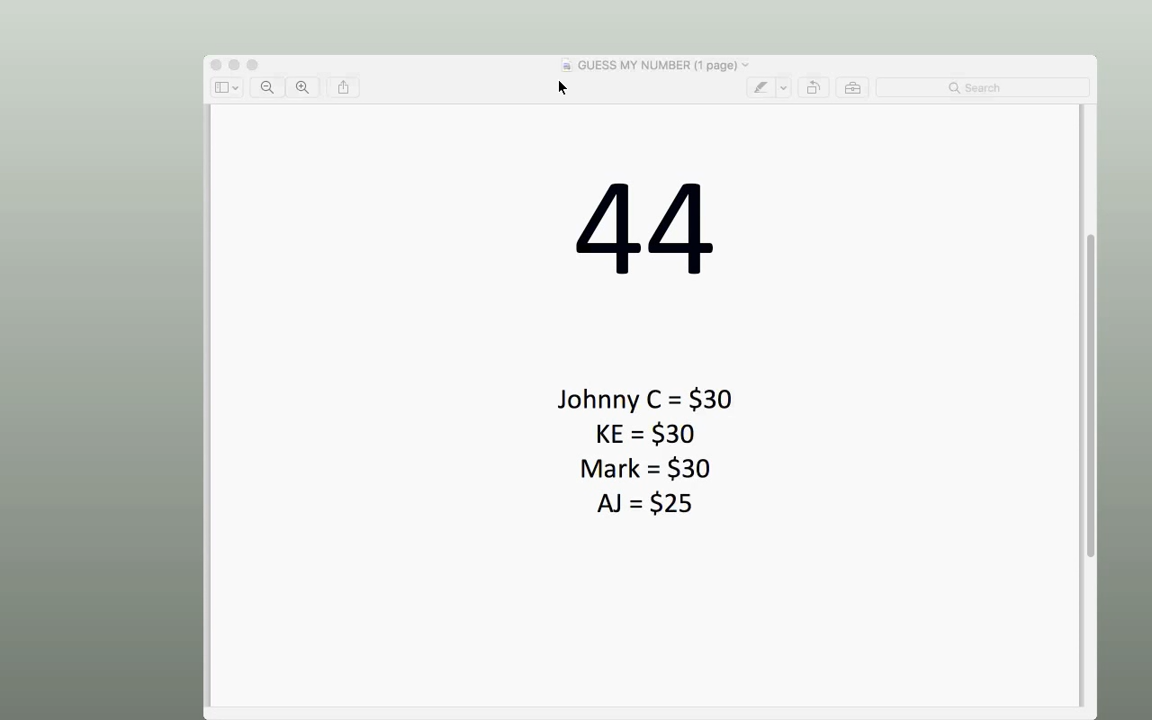 GUESS MY NUMBER (1 page)
Search
44
Johnny C = $30
KE = $30
Mark = $30
AJ = $25